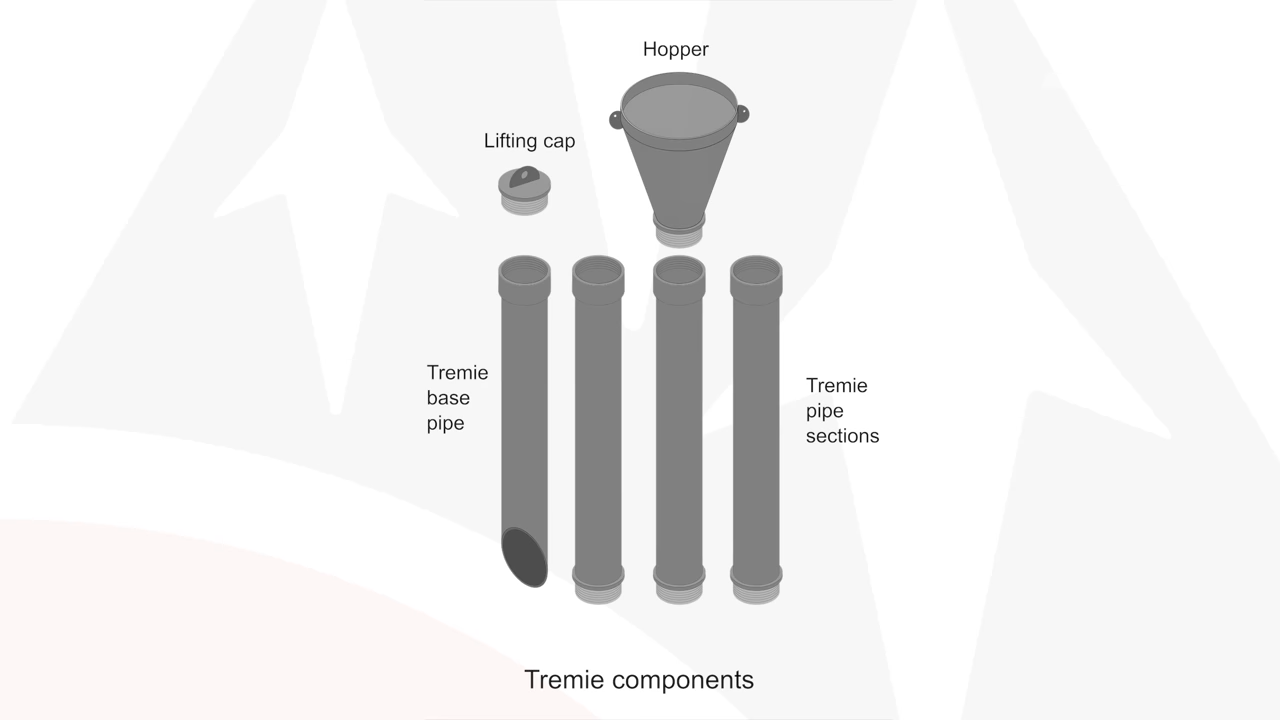 Hopper
Lifting cap
Tremie
base
pipe
Tremie
pipe
sections
Tremie components